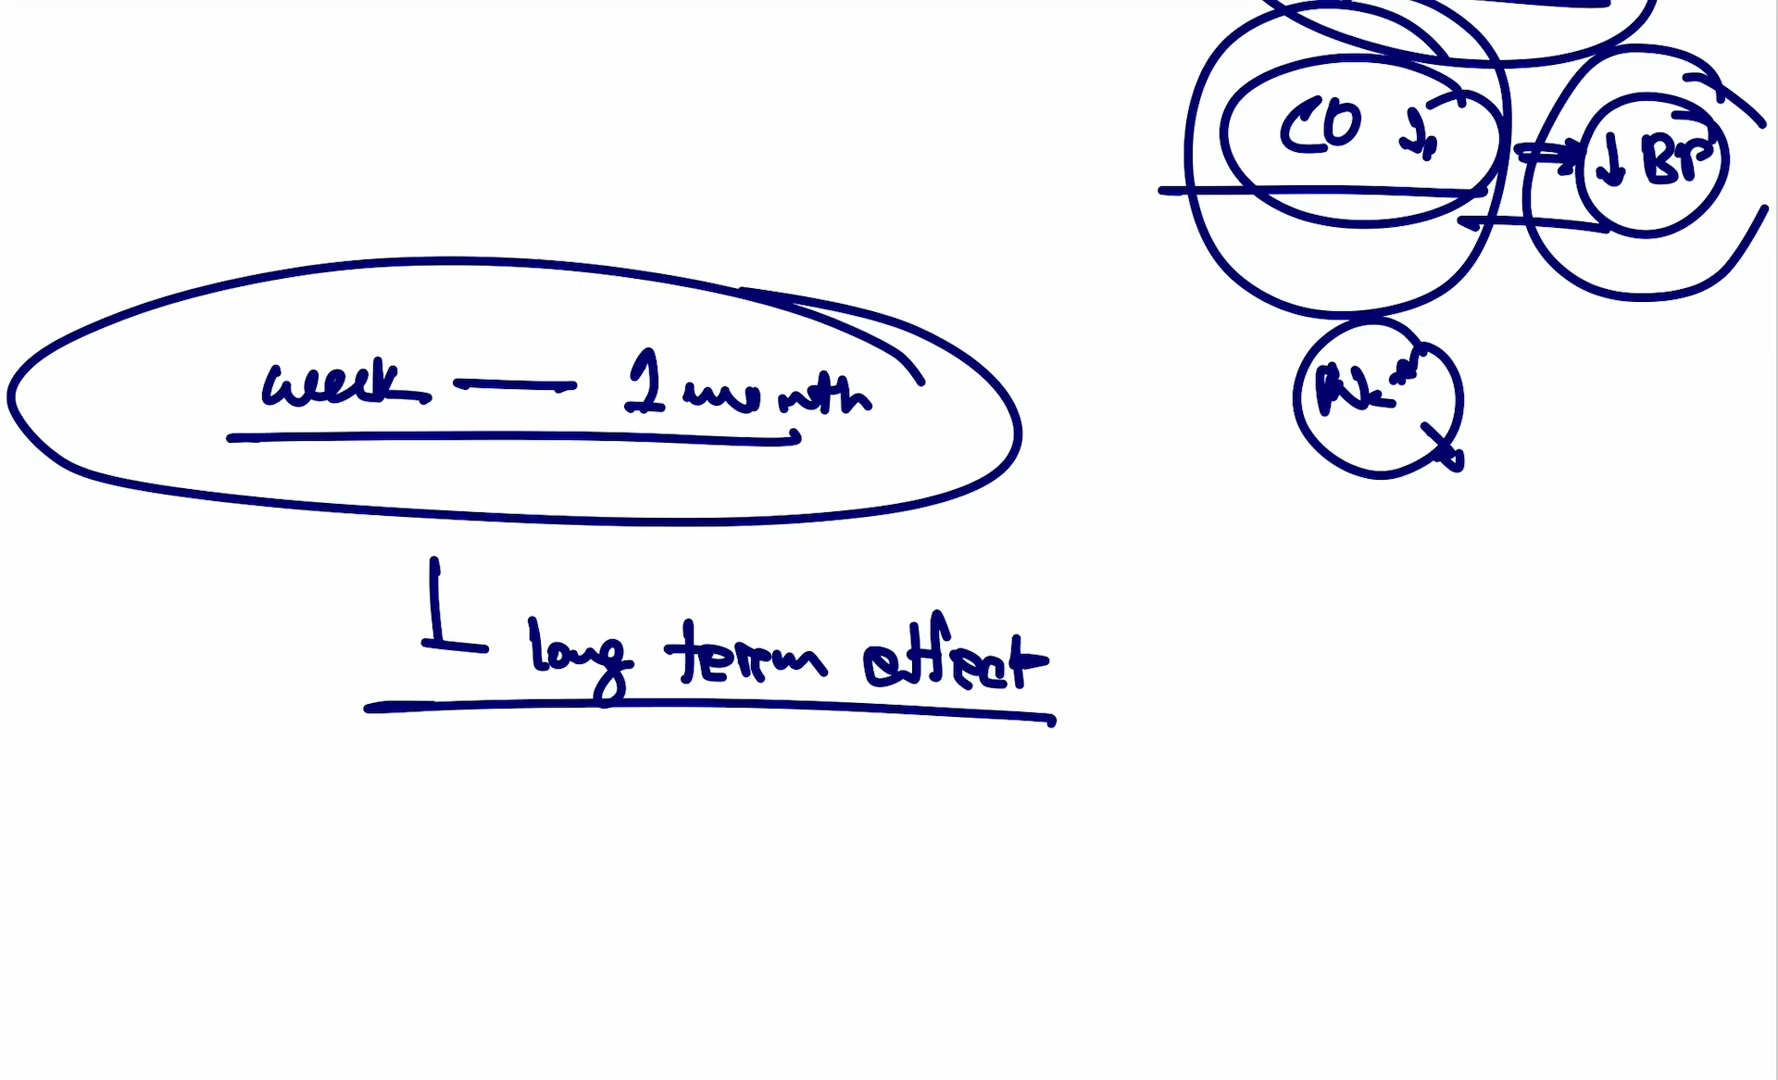 CO ↓
⇒ ↓ BP
week — 1 month
long term effect